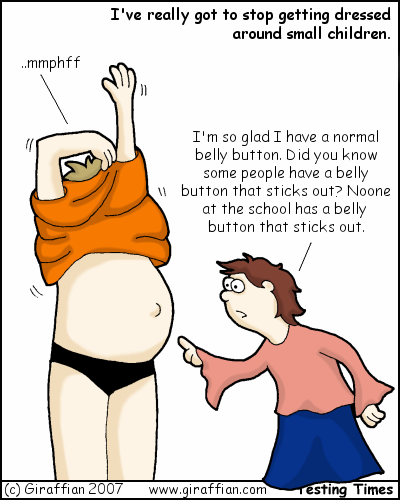 I've really got to stop getting dressed
around small children.
..mmphff
I'm so glad I have a normal
belly button. Did you know
some people have a belly
button that sticks out? Noone
at the school has a belly
button that sticks out.
(c) Giraffian 2007 www.giraffian.com Testing Times